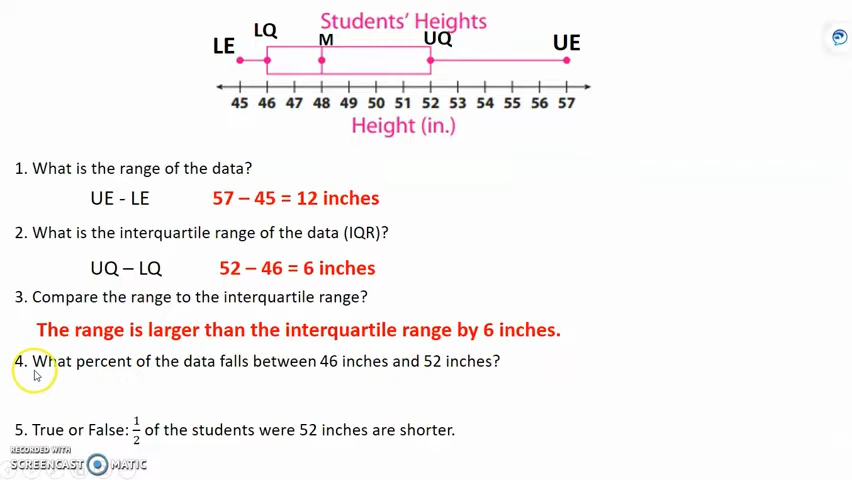 Students' Heights
LE LQ M UQ UE
45 46 47 48 49 50 51 52 53 54 55 56 57
Height (in.)
1. What is the range of the data?
UE - LE 57 – 45 = 12 inches
2. What is the interquartile range of the data (IQR)?
UQ – LQ 52 – 46 = 6 inches
3. Compare the range to the interquartile range?
The range is larger than the interquartile range by 6 inches.
4. What percent of the data falls between 46 inches and 52 inches?
5. True or False: 1/2 of the students were 52 inches are shorter.
RECORDED WITH
SCREENCAST MATIC